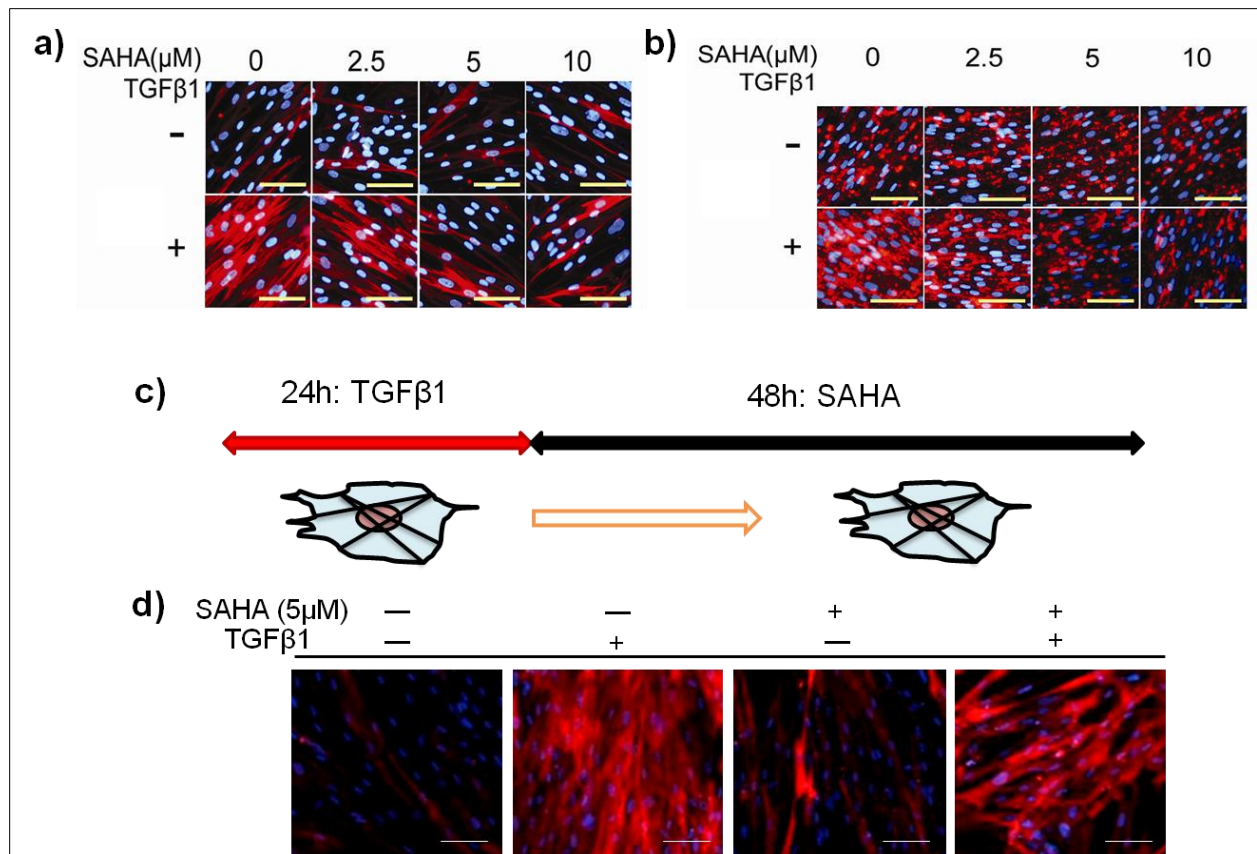 a)
SAHA(µM) 0 2.5 5 10
TGFβ1
-
+
b)
SAHA(µM) 0 2.5 5 10
TGFβ1
-
+
c)
24h: TGFβ1 48h: SAHA
d)
SAHA (5µM) — — + +
TGFβ1 — + — +